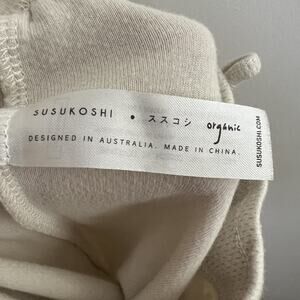 SUSUKOSHI • ススコシ organic
DESIGNED IN AUSTRALIA. MADE IN CHINA.
SUSUKOSHI.COM